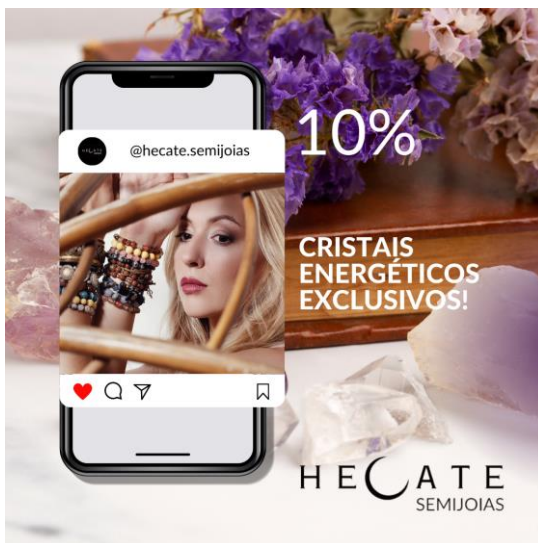 @hecate.semijoias
10%
CRISTAIS
ENERGÉTICOS
EXCLUSIVOS!
HECATE
SEMIJOIAS